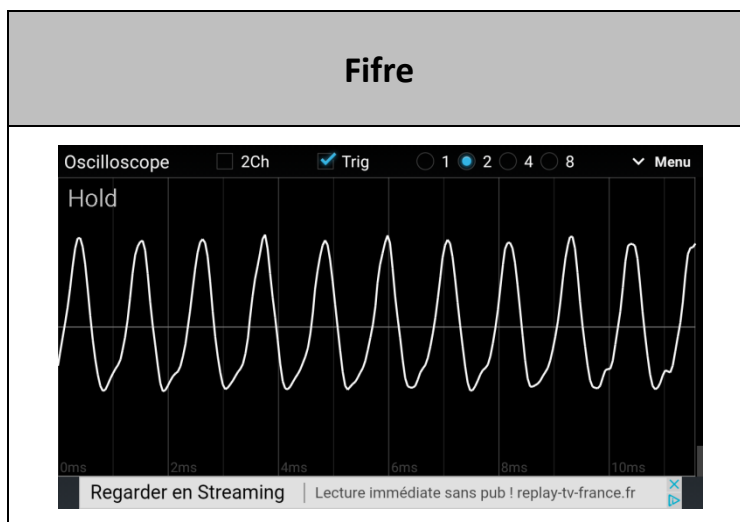 Fifre
Oscilloscope 2Ch Trig 1 2 4 8 Menu
Hold
0ms 2ms 4ms 6ms 8ms 10ms
Regarder en Streaming Lecture immédiate sans pub ! replay-tv-france.fr